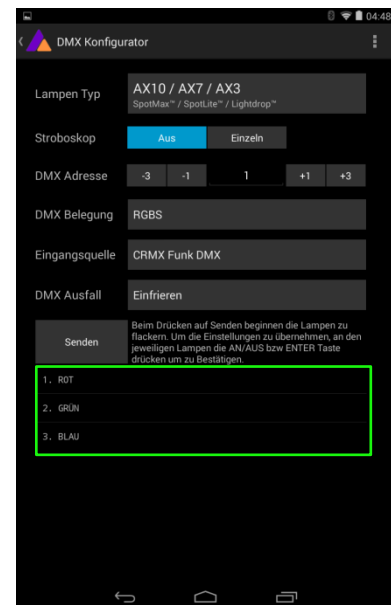 04:48
DMX Konfigurator
Lampen Typ
AX10 / AX7 / AX3
SpotMax™ / SpotLite™ / Lightdrop™
Stroboskop
Aus
Einzeln
DMX Adresse
-3
-1
1
+1
+3
DMX Belegung
RGBS
Eingangsquelle
CRMX Funk DMX
DMX Ausfall
Einfrieren
Senden
Beim Drücken auf Senden beginnen die Lampen zu
flackern. Um die Einstellungen zu übernehmen, an den
jeweiligen Lampen die AN/AUS bzw ENTER Taste
drücken um zu Bestätigen.
1. ROT
2. GRÜN
3. BLAU